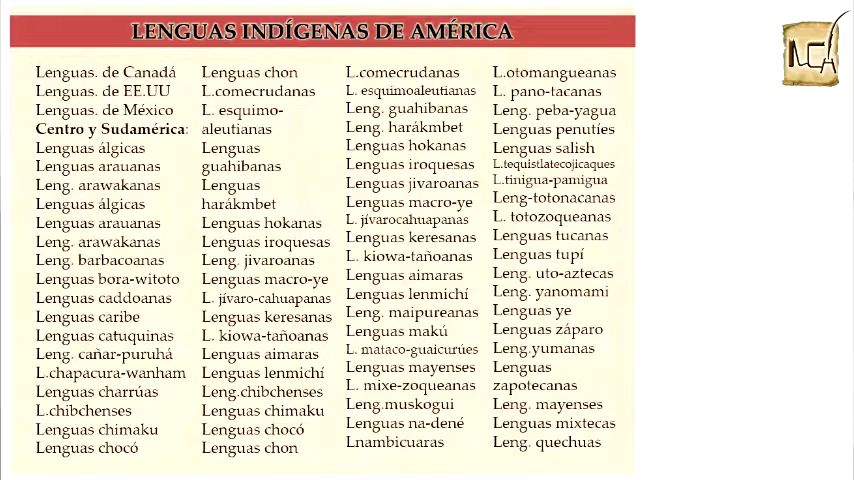 LENGUAS INDÍGENAS DE AMÉRICA
Lenguas. de Canadá
Lenguas. de EE.UU
Lenguas. de México
Centro y Sudamérica:
Lenguas álgicas
Lenguas arauanas
Leng. arawakanas
Lenguas álgicas
Lenguas arauanas
Leng. arawakanas
Leng. barbacoanas
Lenguas bora-witoto
Lenguas caddoanas
Lenguas caribe
Lenguas catuquinas
Leng. cañar-puruhá
L.chapacura-wanham
Lenguas charrúas
L.chibchenses
Lenguas chimaku
Lenguas chocó
Lenguas chon
L.comecrudanas
L. esquimo-
aleutianas
Lenguas
guahibanas
Lenguas
harákmbet
Lenguas hokanas
Lenguas iroquesas
Leng. jivaroanas
Lenguas macro-ye
L. jívaro-cahuapanas
Lenguas keresanas
L. kiowa-tañoanas
Lenguas aimaras
Lenguas lenmichí
Leng.chibchenses
Lenguas chimaku
Lenguas chocó
Lenguas chon
L.comecrudanas
L. esquimoaleutianas
Leng. guahibanas
Leng. harákmbet
Lenguas hokanas
Lenguas iroquesas
Lenguas jivaroanas
Lenguas macro-ye
L. jívarocahuapanas
Lenguas keresanas
L. kiowa-tañoanas
Lenguas aimaras
Lenguas lenmichí
Leng. maipureanas
Lenguas makú
L. mataco-guaicurúes
Lenguas mayenses
L. mixe-zoqueanas
Leng.muskogui
Lenguas na-dené
Lnambicuaras
L.otomangueanas
L. pano-tacanas
Leng. peba-yagua
Lenguas penutíes
Lenguas salish
L.tequistlatecojicaques
L.tinigua-pamigua
Leng-totonacanas
L. totozoqueanas
Lenguas tucanas
Lenguas tupí
Leng. uto-aztecas
Leng. yanomami
Lenguas ye
Lenguas záparo
Leng.yumanas
Lenguas
zapotecanas
Leng. mayenses
Lenguas mixtecas
Leng. quechuas